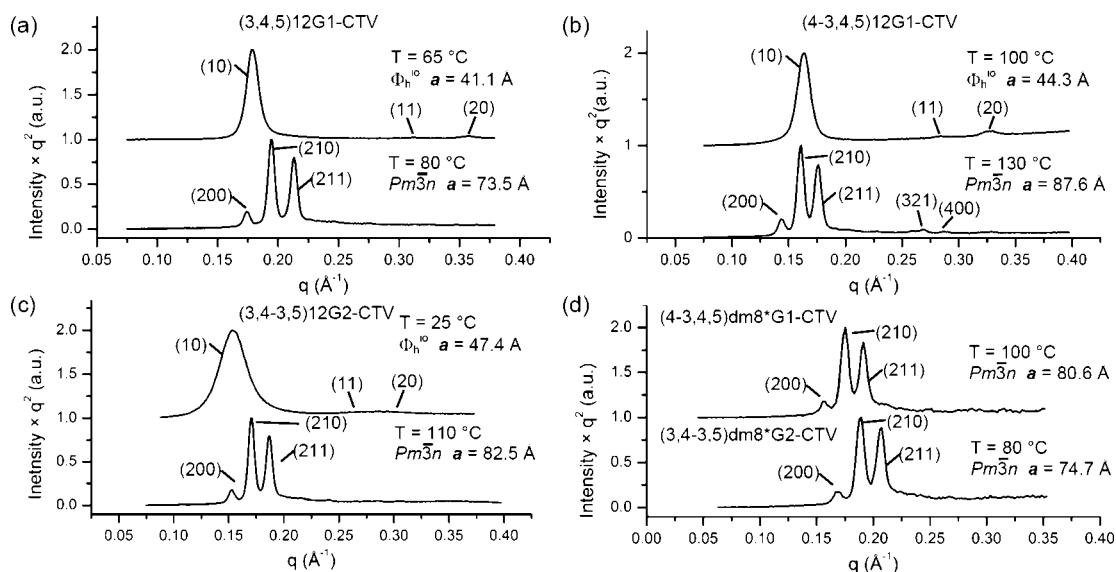 (a)
(3,4,5)12G1-CTV
Intensity × q² (a.u.)
2.0
1.5
1.0
0.5
0.0
(10)
T = 65 °C
Φₕˡᵒ a = 41.1 Å
(11)
(20)
(210)
T = 80 °C
Pm3̅n a = 73.5 Å
(200)
(211)
0.05 0.10 0.15 0.20 0.25 0.30 0.35 0.40
q (Å⁻¹)
(b)
(4-3,4,5)12G1-CTV
Intensity × q² (a.u.)
2
1
0
(10)
T = 100 °C
Φₕˡᵒ a = 44.3 Å
(11)
(20)
(210)
T = 130 °C
Pm3̅n a = 87.6 Å
(200)
(211)
(321)
(400)
0.05 0.10 0.15 0.20 0.25 0.30 0.35 0.40
q (Å⁻¹)
(c)
(3,4-3,5)12G2-CTV
Inetnsity × q² (a.u.)
2.0
1.5
1.0
0.5
0.0
(10)
T = 25 °C
Φₕˡᵒ a = 47.4 Å
(11)
(20)
(210)
T = 110 °C
Pm3̅n a = 82.5 Å
(200)
(211)
0.05 0.10 0.15 0.20 0.25 0.30 0.35 0.40
q (Å⁻¹)
(d)
(4-3,4,5)dm8*G1-CTV
Intensity × q² (a.u.)
2.0
1.5
1.0
0.5
0.0
(210)
T = 100 °C
Pm3̅n a = 80.6 Å
(200)
(211)
(3,4-3,5)dm8*G2-CTV
(210)
T = 80 °C
Pm3̅n a = 74.7 Å
(200)
(211)
0.00 0.05 0.10 0.15 0.20 0.25 0.30 0.35 0.40
q (Å⁻¹)